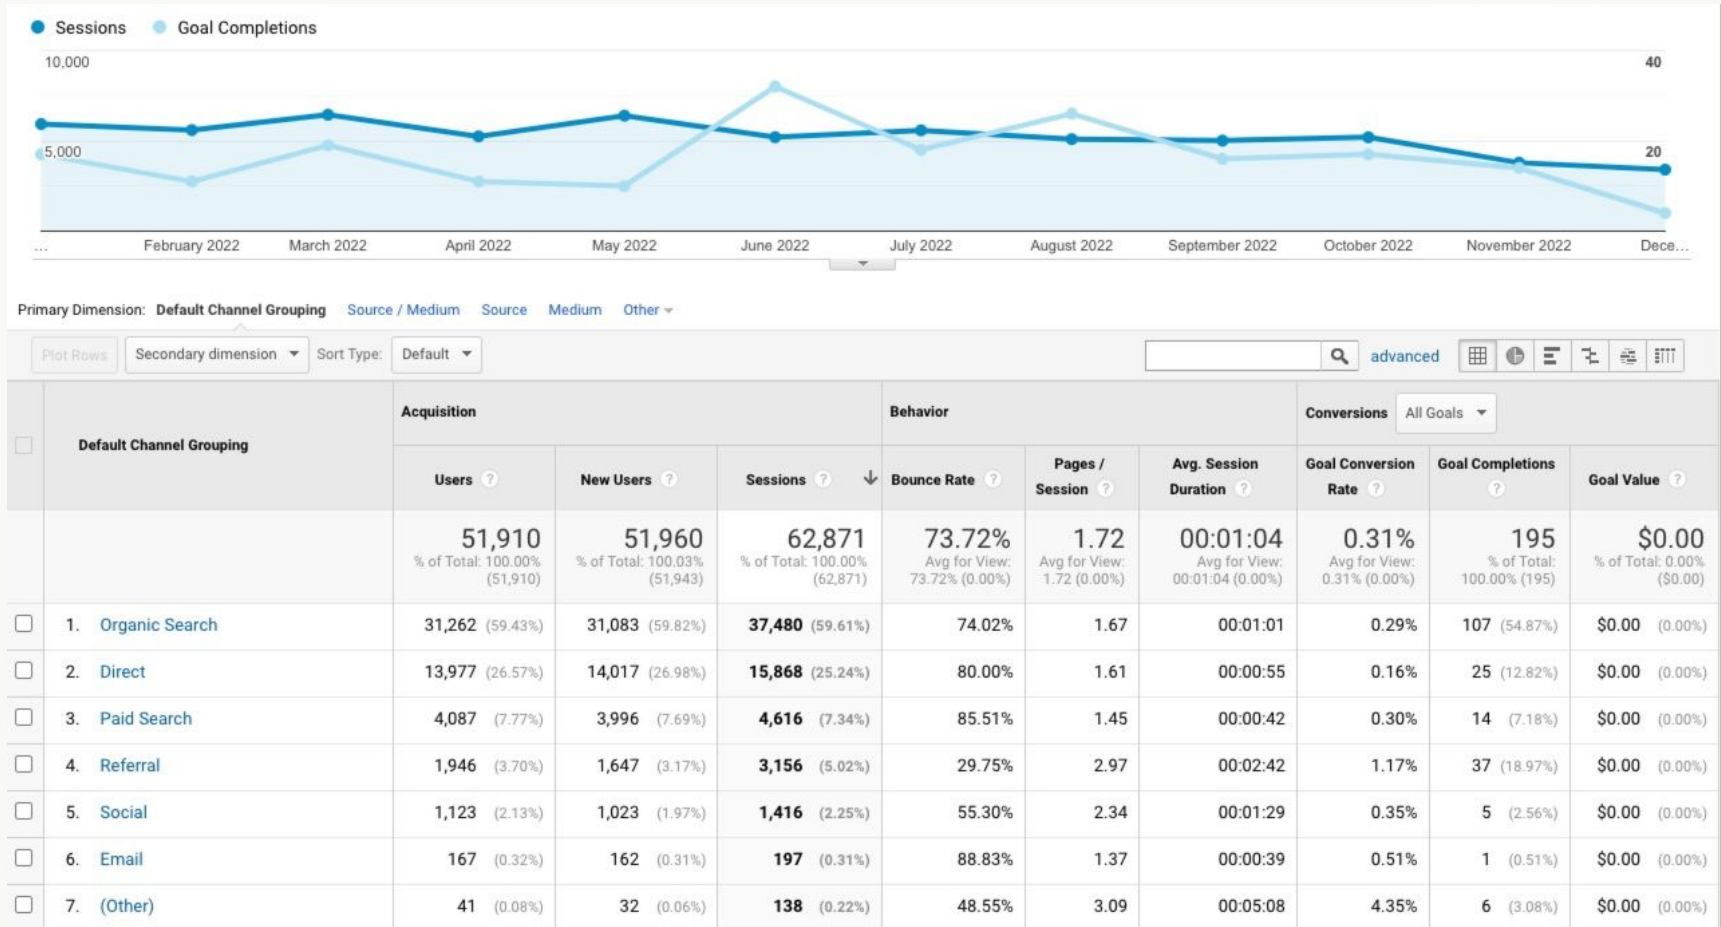 Sessions Goal Completions
10,000 40
5,000 20
... February 2022 March 2022 April 2022 May 2022 June 2022 July 2022 August 2022 September 2022 October 2022 November 2022 Dece...
Primary Dimension: Default Channel Grouping Source / Medium Source Medium Other
Plot Rows Secondary dimension Sort Type: Default advanced
Acquisition Behavior Conversions All Goals
Default Channel Grouping
Users ? New Users ? Sessions ? Bounce Rate ? Pages / Session ? Avg. Session Duration ? Goal Conversion Rate ? Goal Completions ? Goal Value ?
51,910 51,960 62,871 73.72% 1.72 00:01:04 0.31% 195 $0.00
% of Total: 100.00% % of Total: 100.03% % of Total: 100.00% Avg for View: Avg for View: Avg for View: Avg for View: % of Total: % of Total: 0.00%
(51,910) (51,943) (62,871) 73.72% (0.00%) 1.72 (0.00%) 00:01:04 (0.00%) 0.31% (0.00%) 100.00% (195) ($0.00)
1. Organic Search 31,262 (59.43%) 31,083 (59.82%) 37,480 (59.61%) 74.02% 1.67 00:01:01 0.29% 107 (54.87%) $0.00 (0.00%)
2. Direct 13,977 (26.57%) 14,017 (26.98%) 15,868 (25.24%) 80.00% 1.61 00:00:55 0.16% 25 (12.82%) $0.00 (0.00%)
3. Paid Search 4,087 (7.77%) 3,996 (7.69%) 4,616 (7.34%) 85.51% 1.45 00:00:42 0.30% 14 (7.18%) $0.00 (0.00%)
4. Referral 1,946 (3.70%) 1,647 (3.17%) 3,156 (5.02%) 29.75% 2.97 00:02:42 1.17% 37 (18.97%) $0.00 (0.00%)
5. Social 1,123 (2.13%) 1,023 (1.97%) 1,416 (2.25%) 55.30% 2.34 00:01:29 0.35% 5 (2.56%) $0.00 (0.00%)
6. Email 167 (0.32%) 162 (0.31%) 197 (0.31%) 88.83% 1.37 00:00:39 0.51% 1 (0.51%) $0.00 (0.00%)
7. (Other) 41 (0.08%) 32 (0.06%) 138 (0.22%) 48.55% 3.09 00:05:08 4.35% 6 (3.08%) $0.00 (0.00%)